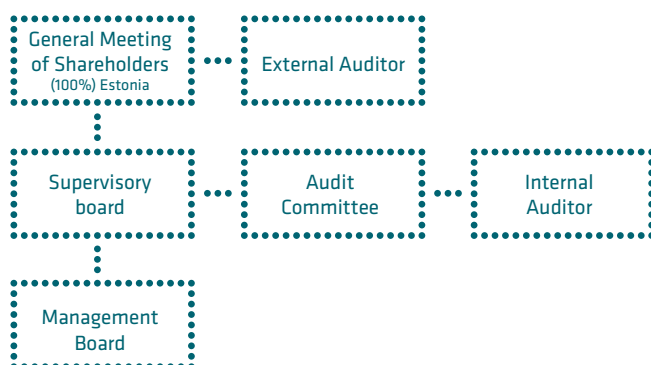 General Meeting
of Shareholders
(100%) Estonia
External Auditor
Supervisory
board
Audit
Committee
Internal
Auditor
Management
Board